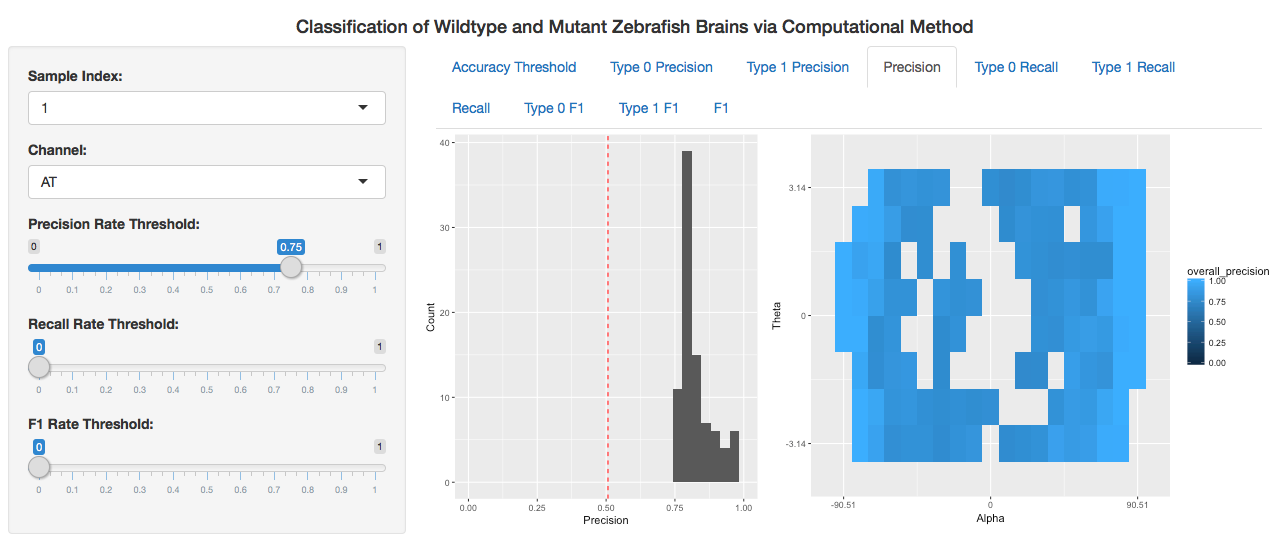 Classification of Wildtype and Mutant Zebrafish Brains via Computational Method
Sample Index:
1
Channel:
AT
Precision Rate Threshold:
0 0.75 1
0 0.1 0.2 0.3 0.4 0.5 0.6 0.7 0.8 0.9 1
Recall Rate Threshold:
0 1
0 0.1 0.2 0.3 0.4 0.5 0.6 0.7 0.8 0.9 1
F1 Rate Threshold:
0 1
0 0.1 0.2 0.3 0.4 0.5 0.6 0.7 0.8 0.9 1
Accuracy Threshold Type 0 Precision Type 1 Precision Precision Type 0 Recall Type 1 Recall
Recall Type 0 F1 Type 1 F1 F1
Count
40
30
20
10
0
0.00 0.25 0.50 0.75 1.00
Precision
Theta
3.14
0
-3.14
-90.51 0 90.51
Alpha
overall_precision
1.00
0.75
0.50
0.25
0.00